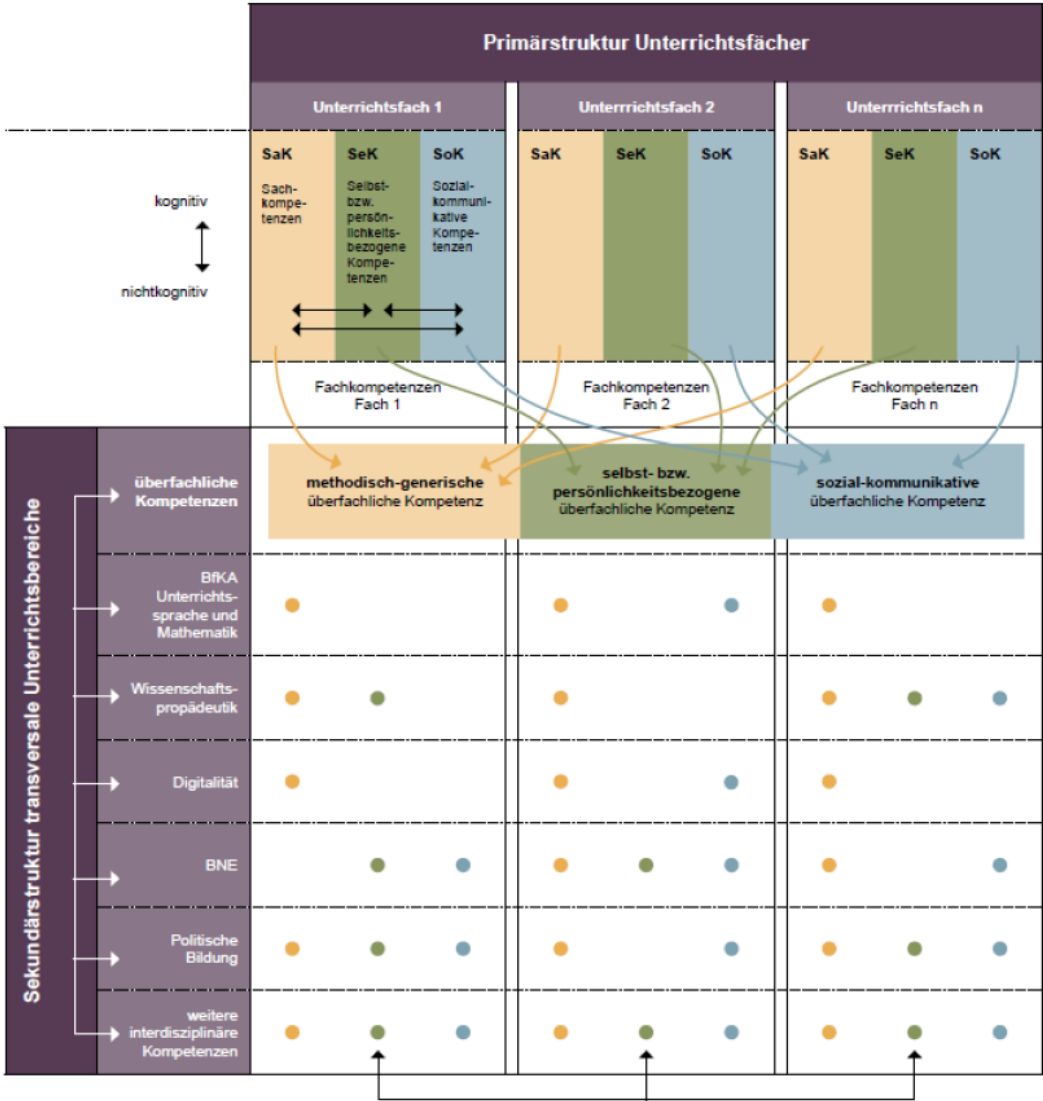 Primärstruktur Unterrichtsfächer
Unterrichtsfach 1
Unterrrichtsfach 2
Unterrrichtsfach n
SaK
SeK
SoK
SaK
SeK
SoK
SaK
SeK
SoK
Sach-
kompe-
tenzen
Selbst-
bzw.
persön-
lichkeits-
bezogene
Kompe-
tenzen
Sozial-
kommuni-
kative
Kompe-
tenzen
kognitiv
nichtkognitiv
Fachkompetenzen
Fach 1
Fachkompetenzen
Fach 2
Fachkompetenzen
Fach n
Sekundärstruktur transversale Unterrichtsbereiche
überfachliche
Kompetenzen
methodisch-generische
überfachliche Kompetenz
selbst- bzw.
persönlichkeitsbezogene
überfachliche Kompetenz
sozial-kommunikative
überfachliche Kompetenz
BfKA
Unterrichts-
sprache und
Mathematik
Wissenschafts-
propädeutik
Digitalität
BNE
Politische
Bildung
weitere
interdisziplinäre
Kompetenzen